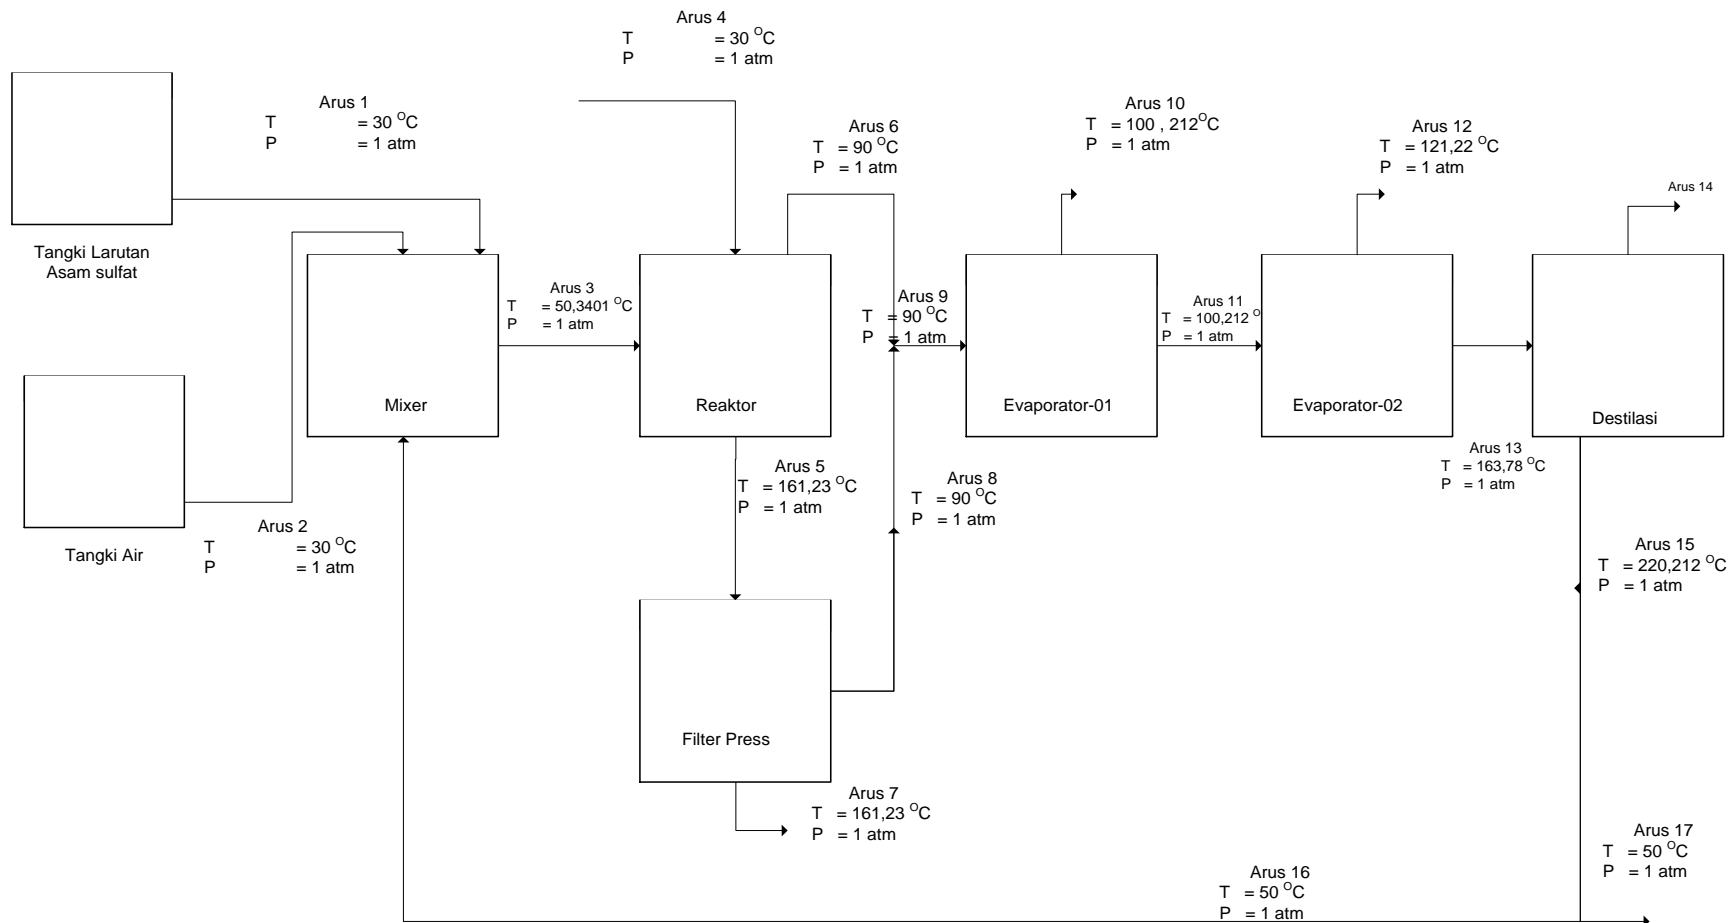 Arus 4
T = 30 °C
P = 1 atm
Arus 1
T = 30 °C
P = 1 atm
Arus 6
T = 90 °C
P = 1 atm
Arus 10
T = 100 , 212°C
P = 1 atm
Arus 12
T = 121,22 °C
P = 1 atm
Arus 14
Tangki Larutan
Asam sulfat
Arus 3
T = 50,3401 °C
P = 1 atm
Arus 9
T = 90 °C
P = 1 atm
Arus 11
T = 100,212 °
P = 1 atm
Mixer
Reaktor
Evaporator-01
Evaporator-02
Destilasi
Arus 5
T = 161,23 °C
P = 1 atm
Arus 8
T = 90 °C
P = 1 atm
Arus 13
T = 163,78 °C
P = 1 atm
Arus 2
T = 30 °C
P = 1 atm
Tangki Air
Arus 15
T = 220,212 °C
P = 1 atm
Filter Press
Arus 7
T = 161,23 °C
P = 1 atm
Arus 16
T = 50 °C
P = 1 atm
Arus 17
T = 50 °C
P = 1 atm